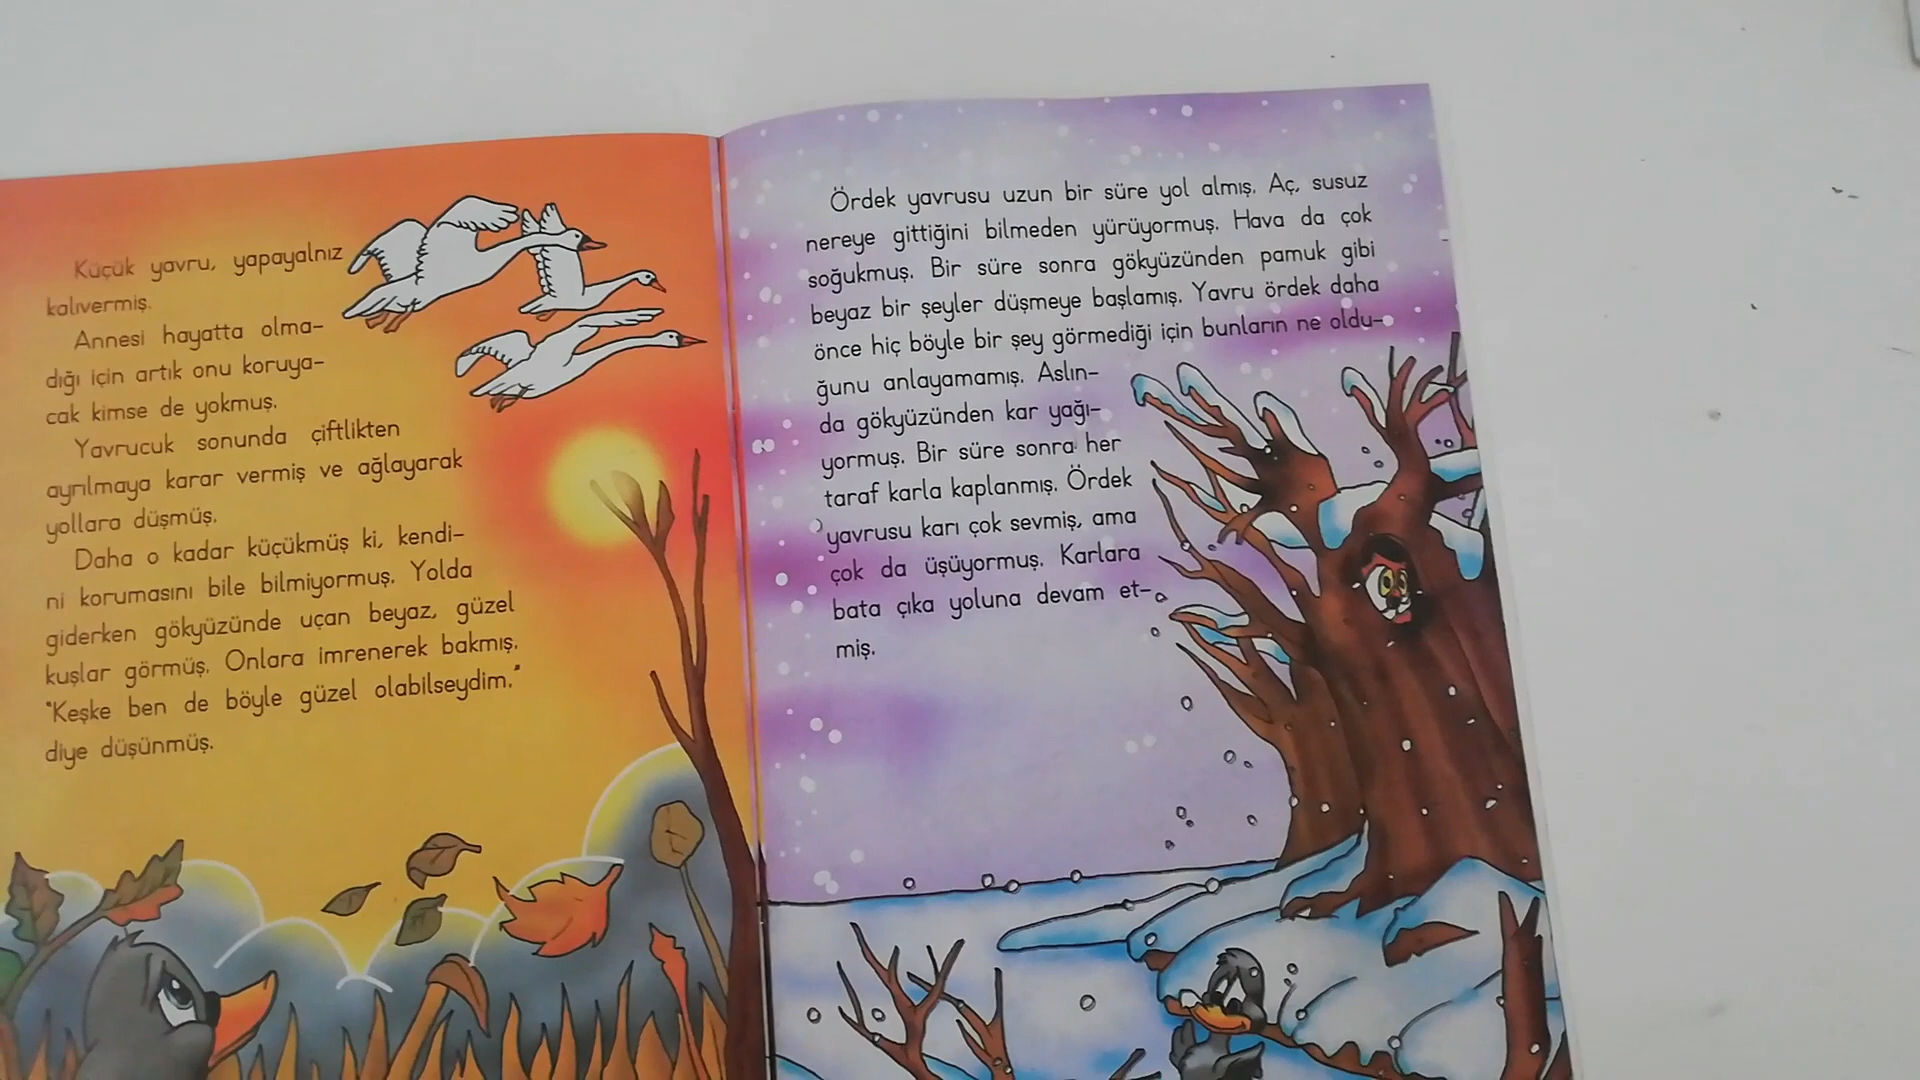 Küçük yavru, yapayalnız
kalıvermiş.
Annesi hayatta olma-
dığı için artık onu koruya-
cak kimse de yokmuş.
Yavrucuk sonunda çiftlikten
ayrılmaya karar vermiş ve ağlayarak
yollara düşmüş.
Daha o kadar küçükmüş ki, kendi-
ni korumasını bile bilmiyormuş. Yolda
giderken gökyüzünde uçan beyaz, güzel
kuşlar görmüş. Onlara imrenerek bakmış.
"Keşke ben de böyle güzel olabilseydim."
diye düşünmüş.
Ördek yavrusu uzun bir süre yol almış. Aç, susuz
nereye gittiğini bilmeden yürüyormuş. Hava da çok
soğukmuş. Bir süre sonra gökyüzünden pamuk gibi
beyaz bir şeyler düşmeye başlamış. Yavru ördek daha
önce hiç böyle bir şey görmediği için bunların ne oldu-
ğunu anlayamamış. Aslın-
da gökyüzünden kar yağı-
yormuş. Bir süre sonra her
taraf karla kaplanmış. Ördek
yavrusu karı çok sevmiş, ama
çok da üşüyormuş. Karlara
bata çıka yoluna devam et-
miş.